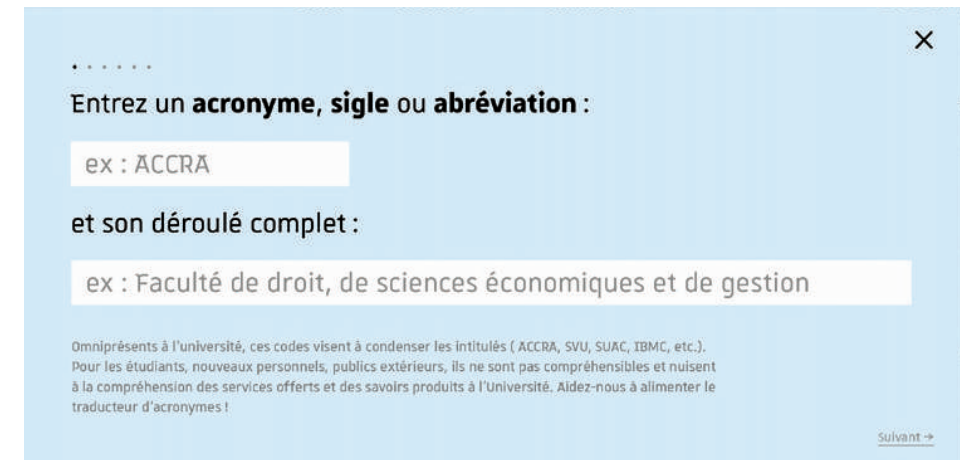 Entrez un acronyme, sigle ou abréviation :
ex : ACCRA
et son déroulé complet :
ex : Faculté de droit, de sciences économiques et de gestion
Omniprésents à l'université, ces codes visent à condenser les intitulés ( ACCRA, SVU, SUAC, IBMC, etc.).
Pour les étudiants, nouveaux personnels, publics extérieurs, ils ne sont pas compréhensibles et nuisent
à la compréhension des services offerts et des savoirs produits à l'Université. Aidez-nous à alimenter le
traducteur d'acronymes !
Suivant →